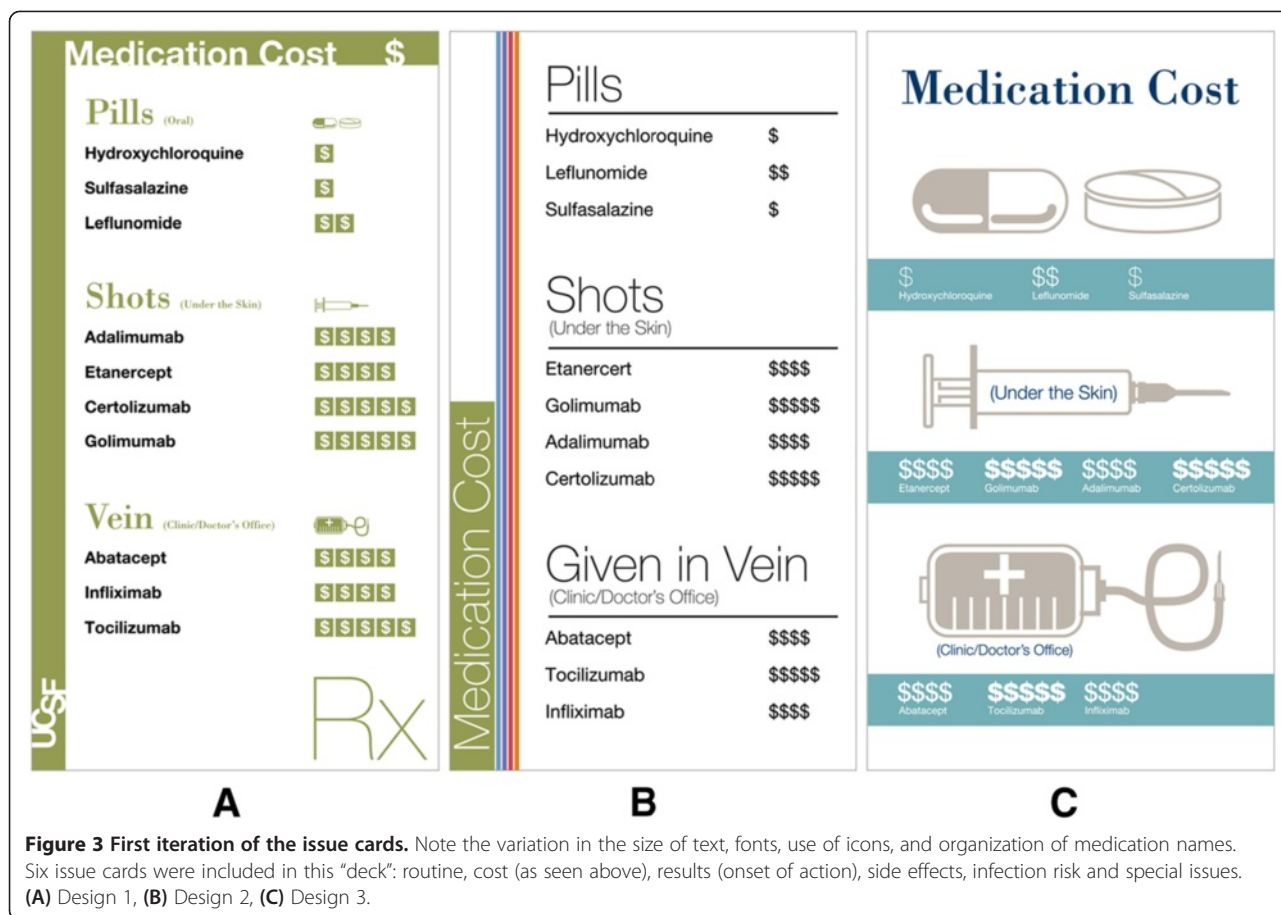 Medication Cost $
Pills (Oral)
Hydroxychloroquine $
Sulfasalazine $
Leflunomide $$
Shots (Under the Skin)
Adalimumab $$$$
Etanercept $$$$
Certolizumab $$$$$
Golimumab $$$$$
Vein (Clinic/Doctor's Office)
Abatacept $$$$
Infliximab $$$$
Tocilizumab $$$$$
UCSF
Rx
A
Medication Cost
Pills
Hydroxychloroquine $
Leflunomide $$
Sulfasalazine $
Shots
(Under the Skin)
Etanercert $$$$
Golimumab $$$$$
Adalimumab $$$$
Certolizumab $$$$$
Given in Vein
(Clinic/Doctor's Office)
Abatacept $$$$
Tocilizumab $$$$$
Infliximab $$$$
B
Medication Cost
$ $$ $
Hydroxychloroquine Leflunomide Sulfasalazine
(Under the Skin)
$$$$ $$$$$ $$$$ $$$$$
Etanercept Golimumab Adalimumab Certolizumab
(Clinic/Doctor's Office)
$$$$ $$$$$ $$$$
Abatacept Tocilizumab Infliximab
C
Figure 3 First iteration of the issue cards. Note the variation in the size of text, fonts, use of icons, and organization of medication names.
Six issue cards were included in this "deck": routine, cost (as seen above), results (onset of action), side effects, infection risk and special issues.
(A) Design 1, (B) Design 2, (C) Design 3.